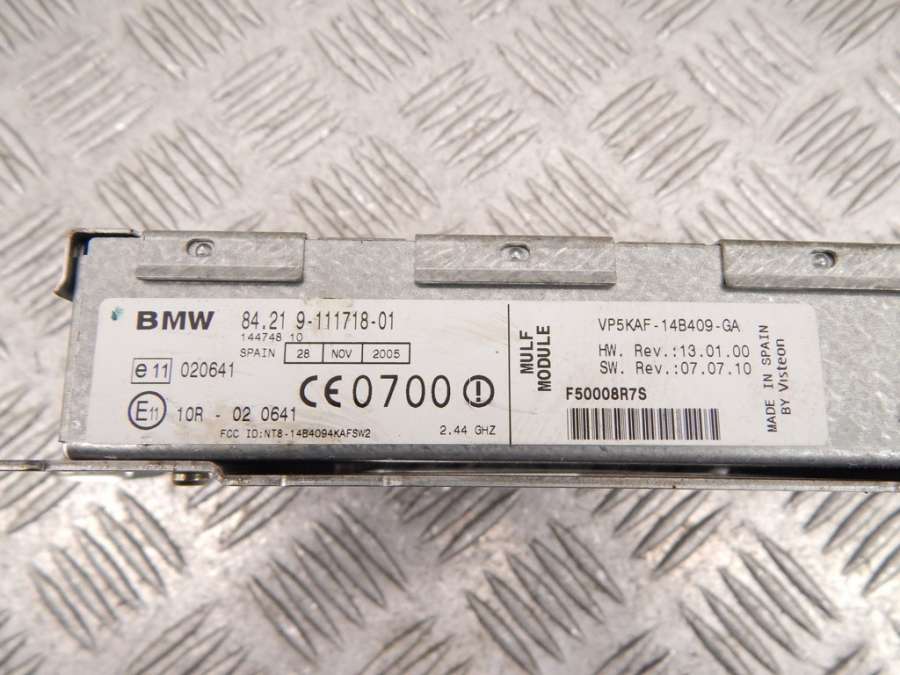 BMW 84.21 9-111718-01
144748 10
SPAIN 28 NOV 2005
e11 020641
CE0700
E11 10R - 02 0641
FCC ID:NT8-14B4094KAFSW2 2.44 GHZ
MULF
MODULE
VP5KAF-14B409-GA
HW. Rev.:13.01.00
SW. Rev.:07.07.10
F50008R7S
MADE IN SPAIN
BY Visteon